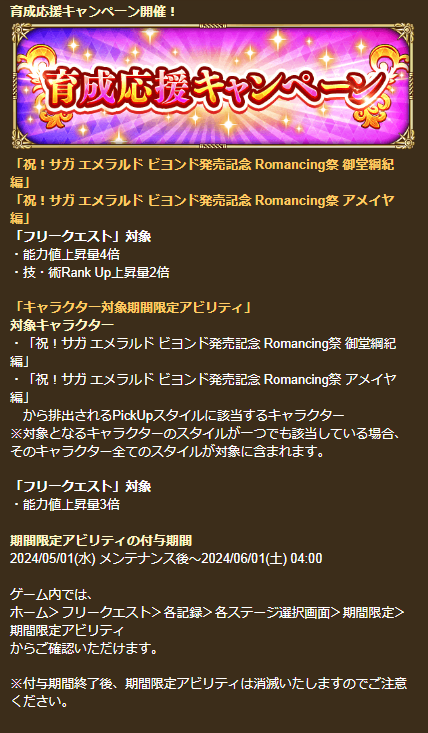 育成応援キャンペーン開催！
育成応援キャンペーン
「祝！サガ エメラルド ビヨンド発売記念 Romancing祭 御堂綱紀
編」
「祝！サガ エメラルド ビヨンド発売記念 Romancing祭 アメイヤ
編」
「フリークエスト」対象
・能力値上昇量4倍
・技・術Rank Up上昇量2倍
「キャラクター対象期間限定アビリティ」
対象キャラクター
・「祝！サガ エメラルド ビヨンド発売記念 Romancing祭 御堂綱紀
編」
・「祝！サガ エメラルド ビヨンド発売記念 Romancing祭 アメイヤ
編」
から排出されるPickUpスタイルに該当するキャラクター
※対象となるキャラクターのスタイルが一つでも該当している場合、
そのキャラクター全てのスタイルが対象に含まれます。
「フリークエスト」対象
・能力値上昇量3倍
期間限定アビリティの付与期間
2024/05/01(水) メンテナンス後～2024/06/01(土) 04:00
ゲーム内では、
ホーム＞フリークエスト＞各記録＞各ステージ選択画面＞期間限定＞
期間限定アビリティ
からご確認いただけます。
※付与期間終了後、期間限定アビリティは消滅いたしますのでご注意
ください。